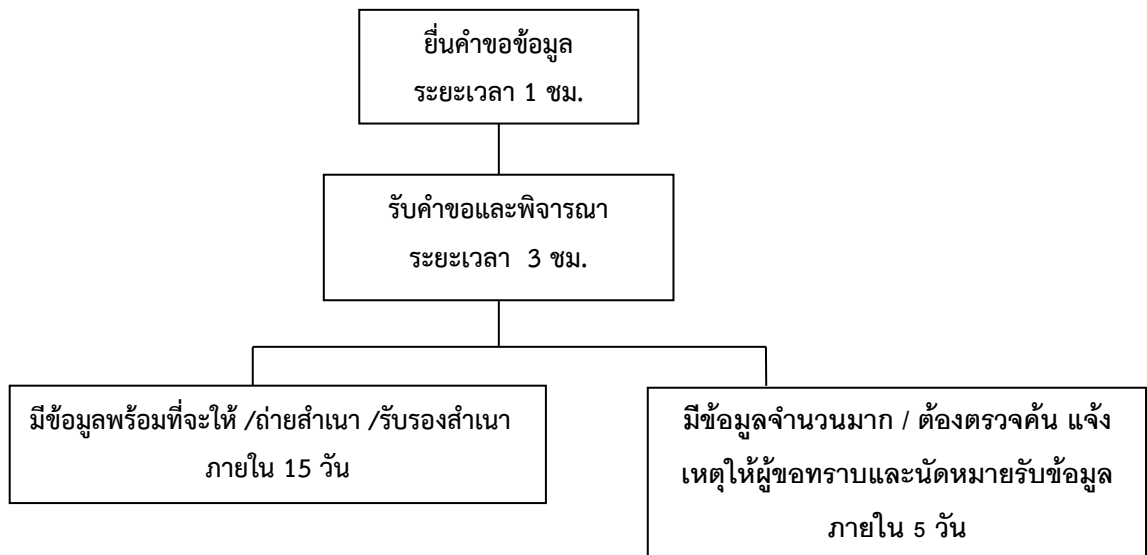 ยื่นคำขอข้อมูล
ระยะเวลา 1 ชม.
รับคำขอและพิจารณา
ระยะเวลา 3 ชม.
มีข้อมูลพร้อมที่จะให้ /ถ่ายสำเนา /รับรองสำเนา
ภายใน 15 วัน
มีข้อมูลจำนวนมาก / ต้องตรวจค้น แจ้ง
เหตุให้ผู้ขอทราบและนัดหมายรับข้อมูล
ภายใน 5 วัน